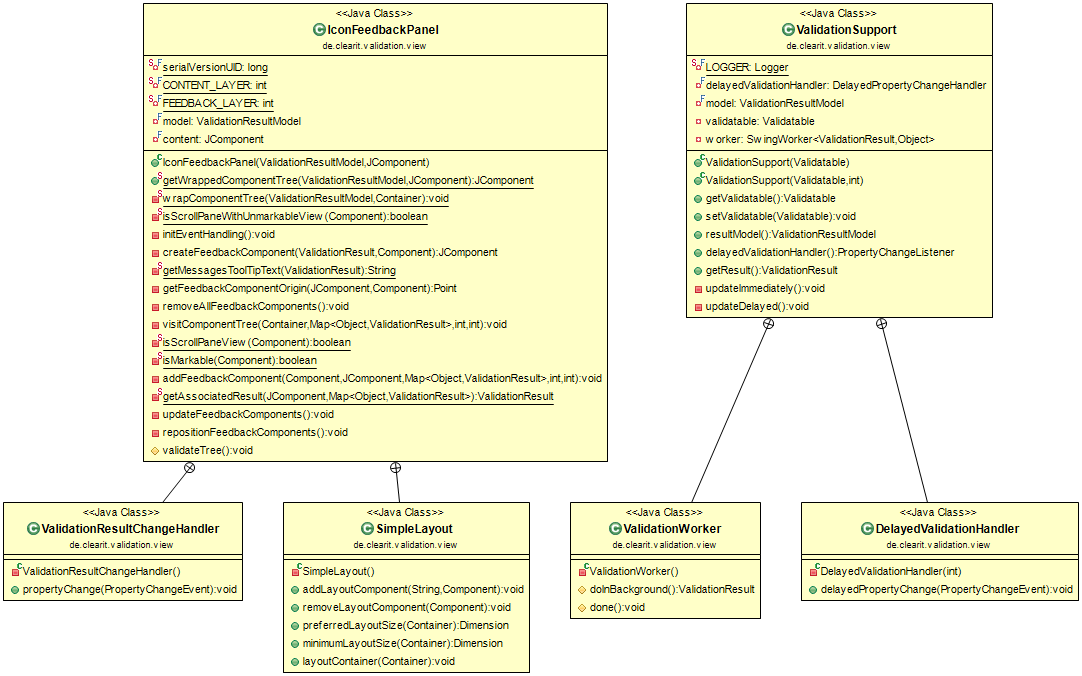 <<Java Class>>
IconFeedbackPanel
de.clearit.validation.view
serialVersionUID: long
CONTENT_LAYER: int
FEEDBACK_LAYER: int
model: ValidationResultModel
content: JComponent
IconFeedbackPanel(ValidationResultModel,JComponent)
getWrappedComponentTree(ValidationResultModel,JComponent):JComponent
wrapComponentTree(ValidationResultModel,Container):void
isScrollPaneWithUnmarkableView(Component):boolean
initEventHandling():void
createFeedbackComponent(ValidationResult,Component):JComponent
getMessagesToolTipText(ValidationResult):String
getFeedbackComponentOrigin(JComponent,Component):Point
removeAllFeedbackComponents():void
visitComponentTree(Container,Map<Object,ValidationResult>,int,int):void
isScrollPaneView(Component):boolean
isMarkable(Component):boolean
addFeedbackComponent(Component,JComponent,Map<Object,ValidationResult>,int,int):void
getAssociatedResult(JComponent,Map<Object,ValidationResult>):ValidationResult
updateFeedbackComponents():void
repositionFeedbackComponents():void
validateTree():void
<<Java Class>>
ValidationSupport
de.clearit.validation.view
LOGGER: Logger
delayedValidationHandler: DelayedPropertyChangeHandler
model: ValidationResultModel
validatable: Validatable
worker: SwingWorker<ValidationResult,Object>
ValidationSupport(Validatable)
ValidationSupport(Validatable,int)
getValidatable():Validatable
setValidatable(Validatable):void
resultModel():ValidationResultModel
delayedValidationHandler():PropertyChangeListener
getResult():ValidationResult
updateImmediately():void
updateDelayed():void
<<Java Class>>
ValidationResultChangeHandler
de.clearit.validation.view
ValidationResultChangeHandler()
propertyChange(PropertyChangeEvent):void
<<Java Class>>
SimpleLayout
de.clearit.validation.view
SimpleLayout()
addLayoutComponent(String,Component):void
removeLayoutComponent(Component):void
preferredLayoutSize(Container):Dimension
minimumLayoutSize(Container):Dimension
layoutContainer(Container):void
<<Java Class>>
ValidationWorker
de.clearit.validation.view
ValidationWorker()
doInBackground():ValidationResult
done():void
<<Java Class>>
DelayedValidationHandler
de.clearit.validation.view
DelayedValidationHandler(int)
delayedPropertyChange(PropertyChangeEvent):void